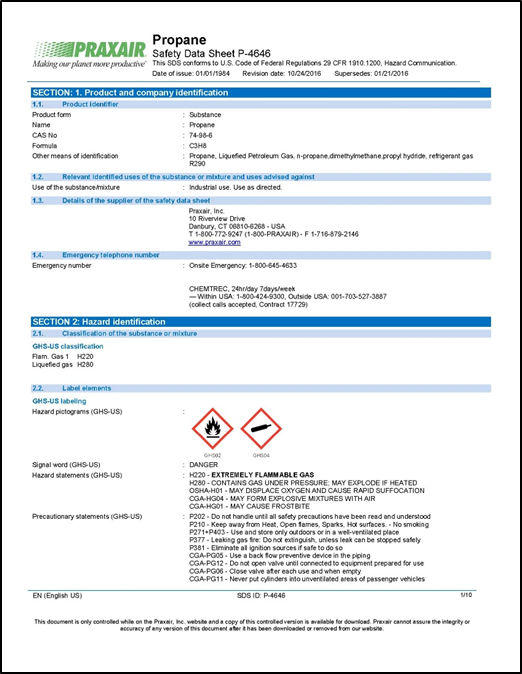 PRAXAIR
Making our planet more productive
Propane
Safety Data Sheet P-4646
This SDS conforms to U.S. Code of Federal Regulations 29 CFR 1910.1200, Hazard Communication.
Date of issue: 01/01/1984 Revision date: 10/24/2016 Supersedes: 01/21/2016
SECTION: 1. Product and company identification
1.1. Product identifier
Product form : Substance
Name : Propane
CAS No : 74-98-6
Formula : C3H8
Other means of identification : Propane, Liquefied Petroleum Gas, n-propane,dimethylmethane,propyl hydride, refrigerant gas
R290
1.2. Relevant identified uses of the substance or mixture and uses advised against
Use of the substance/mixture : Industrial use. Use as directed.
1.3. Details of the supplier of the safety data sheet
Praxair, Inc.
10 Riverview Drive
Danbury, CT 06810-6268 - USA
T 1-800-772-9247 (1-800-PRAXAIR) - F 1-716-879-2146
www.praxair.com
1.4. Emergency telephone number
Emergency number : Onsite Emergency: 1-800-645-4633
CHEMTREC, 24hr/day 7days/week
— Within USA: 1-800-424-9300, Outside USA: 001-703-527-3887
(collect calls accepted, Contract 17729)
SECTION 2: Hazard identification
2.1. Classification of the substance or mixture
GHS-US classification
Flam. Gas 1 H220
Liquefied gas H280
2.2. Label elements
GHS-US labeling
Hazard pictograms (GHS-US) :
GHS02 GHS04
Signal word (GHS-US) : DANGER
Hazard statements (GHS-US) : H220 - EXTREMELY FLAMMABLE GAS
H280 - CONTAINS GAS UNDER PRESSURE; MAY EXPLODE IF HEATED
OSHA-H01 - MAY DISPLACE OXYGEN AND CAUSE RAPID SUFFOCATION
CGA-HG04 - MAY FORM EXPLOSIVE MIXTURES WITH AIR
CGA-HG01 - MAY CAUSE FROSTBITE
Precautionary statements (GHS-US) : P202 - Do not handle until all safety precautions have been read and understood
P210 - Keep away from Heat, Open flames, Sparks, Hot surfaces. - No smoking
P271+P403 - Use and store only outdoors or in a well-ventilated place
P377 - Leaking gas fire: Do not extinguish, unless leak can be stopped safely
P381 - Eliminate all ignition sources if safe to do so
CGA-PG05 - Use a back flow preventive device in the piping
CGA-PG12 - Do not open valve until connected to equipment prepared for use
CGA-PG06 - Close valve after each use and when empty
CGA-PG11 - Never put cylinders into unventilated areas of passenger vehicles
EN (English US) SDS ID: P-4646 1/10
This document is only controlled while on the Praxair, Inc. website and a copy of this controlled version is available for download. Praxair cannot assure the integrity or
accuracy of any version of this document after it has been downloaded or removed from our website.